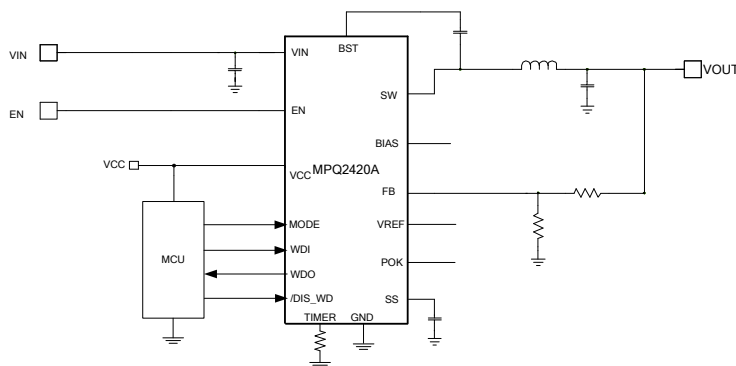 VIN
EN
VCC
MCU
VIN
BST
SW
EN
BIAS
VCC
MPQ2420A
FB
MODE
VREF
WDI
WDO
POK
/DIS_WD
SS
TIMER
GND
VOUT